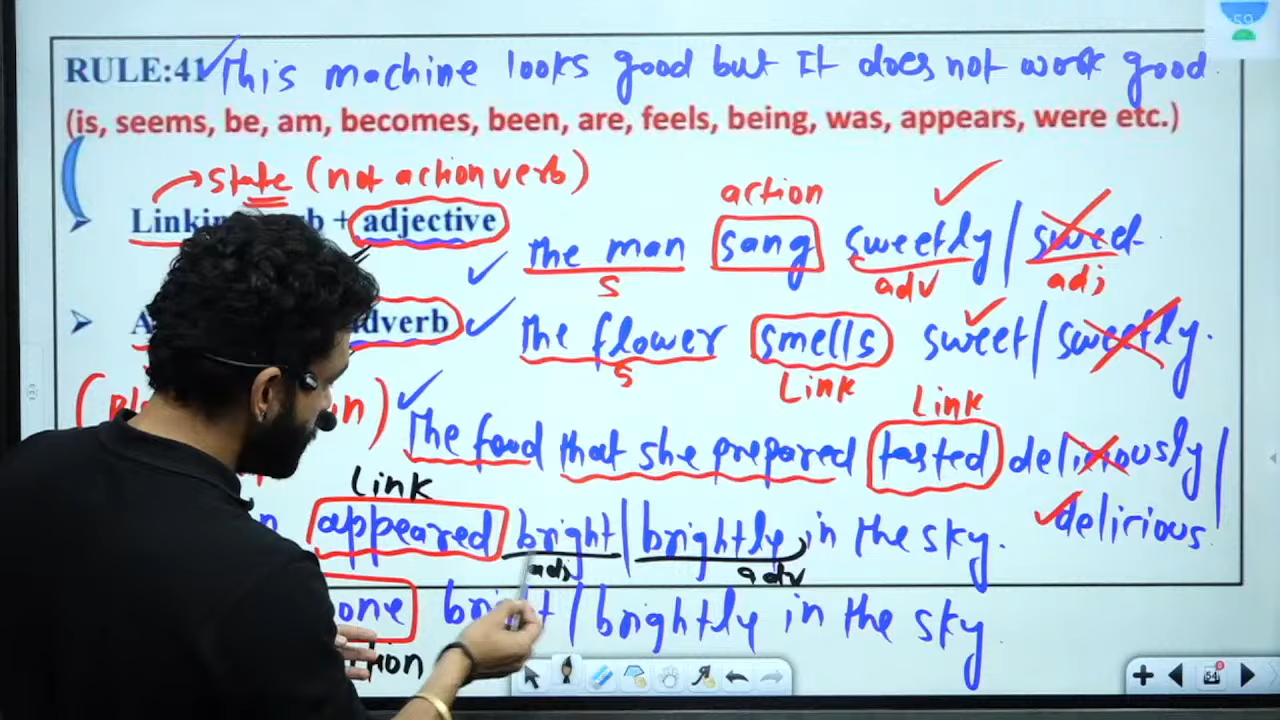 RULE:41 This machine looks good but It does not work good
(is, seems, be, am, becomes, been, are, feels, being, was, appears, were etc.)
state (not action verb)
action
adjective
the man sang sweetly / sweet
S adv adj
adverb
the flower smells sweet / sweetly.
S Link
Link
The food that she prepared tasted deliciously /
delicious
Link
appeared bright / brightly in the sky.
adj adv
bright / brightly in the sky
59
54